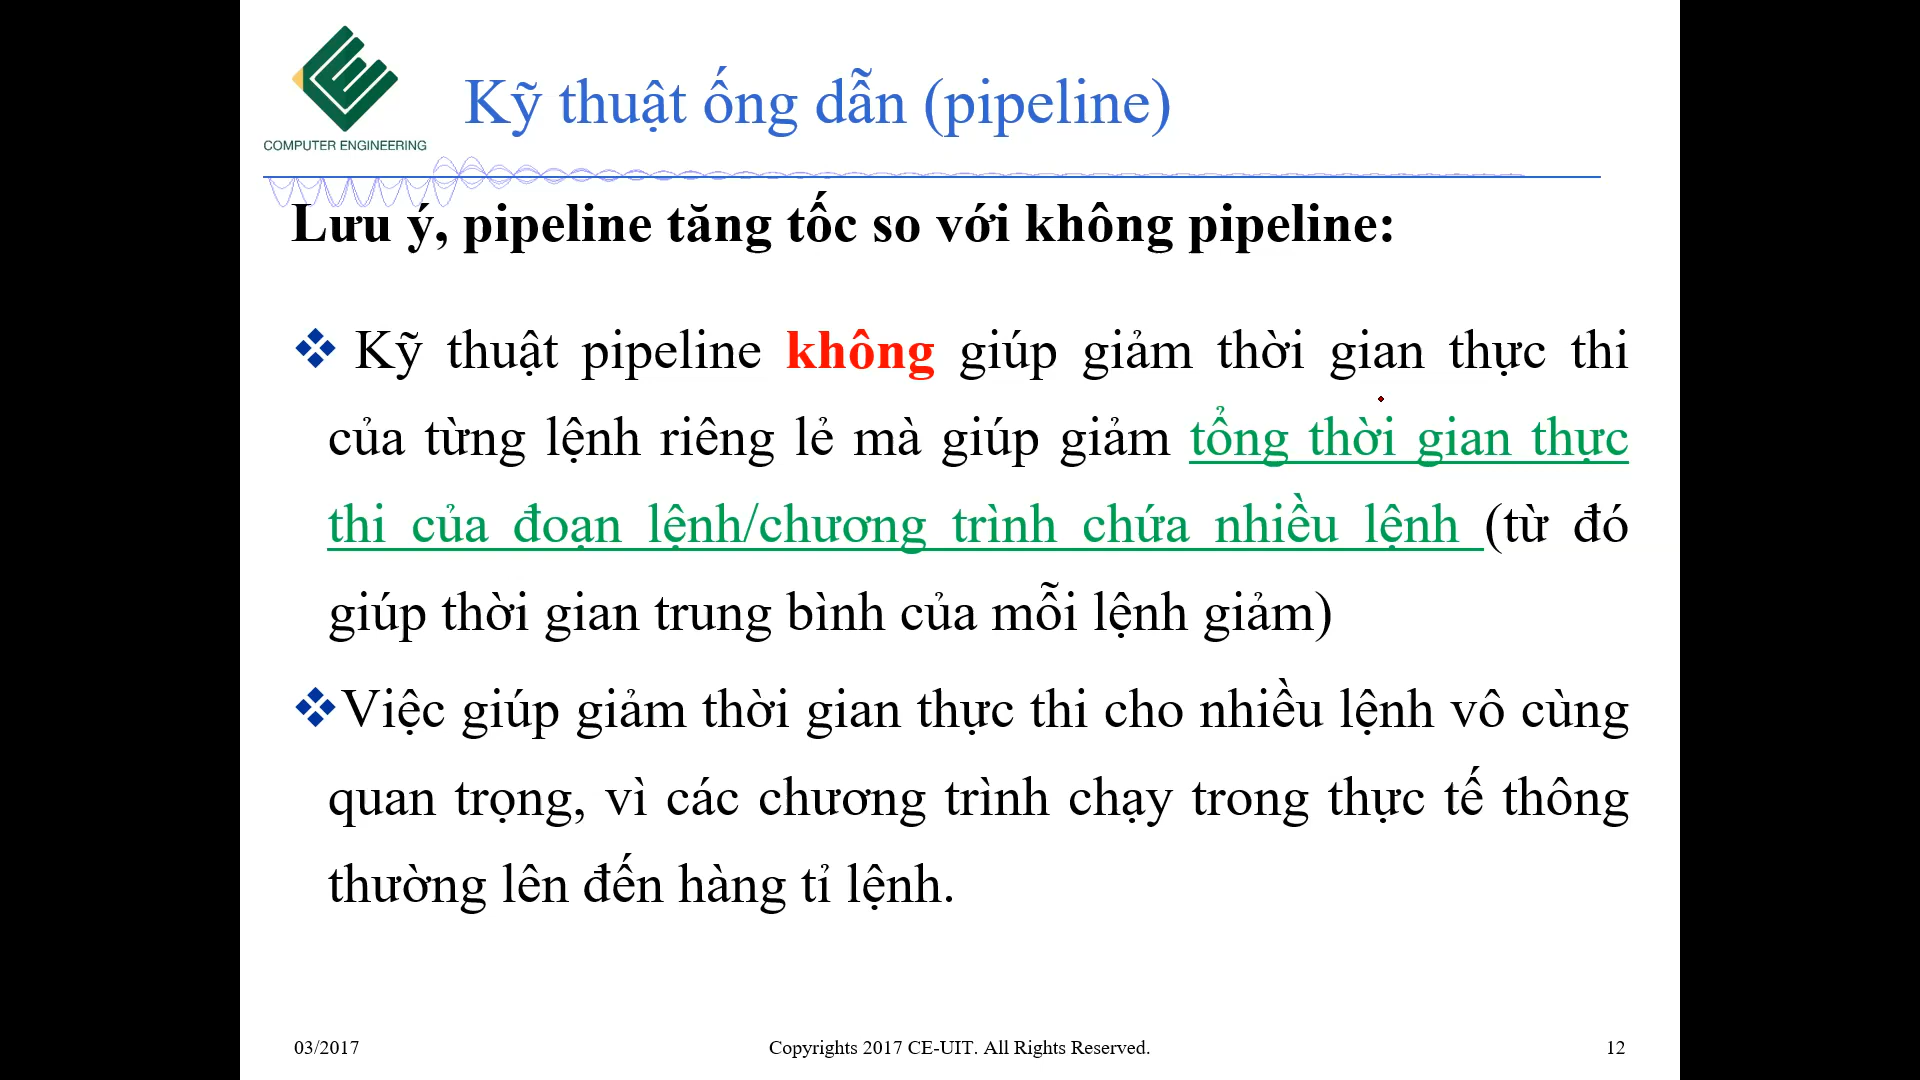 COMPUTER ENGINEERING
Kỹ thuật ống dẫn (pipeline)
Lưu ý, pipeline tăng tốc so với không pipeline:
Kỹ thuật pipeline không giúp giảm thời gian thực thi
của từng lệnh riêng lẻ mà giúp giảm tổng thời gian thực
thi của đoạn lệnh/chương trình chứa nhiều lệnh (từ đó
giúp thời gian trung bình của mỗi lệnh giảm)
Việc giúp giảm thời gian thực thi cho nhiều lệnh vô cùng
quan trọng, vì các chương trình chạy trong thực tế thông
thường lên đến hàng tỉ lệnh.
03/2017
Copyrights 2017 CE-UIT. All Rights Reserved.
12